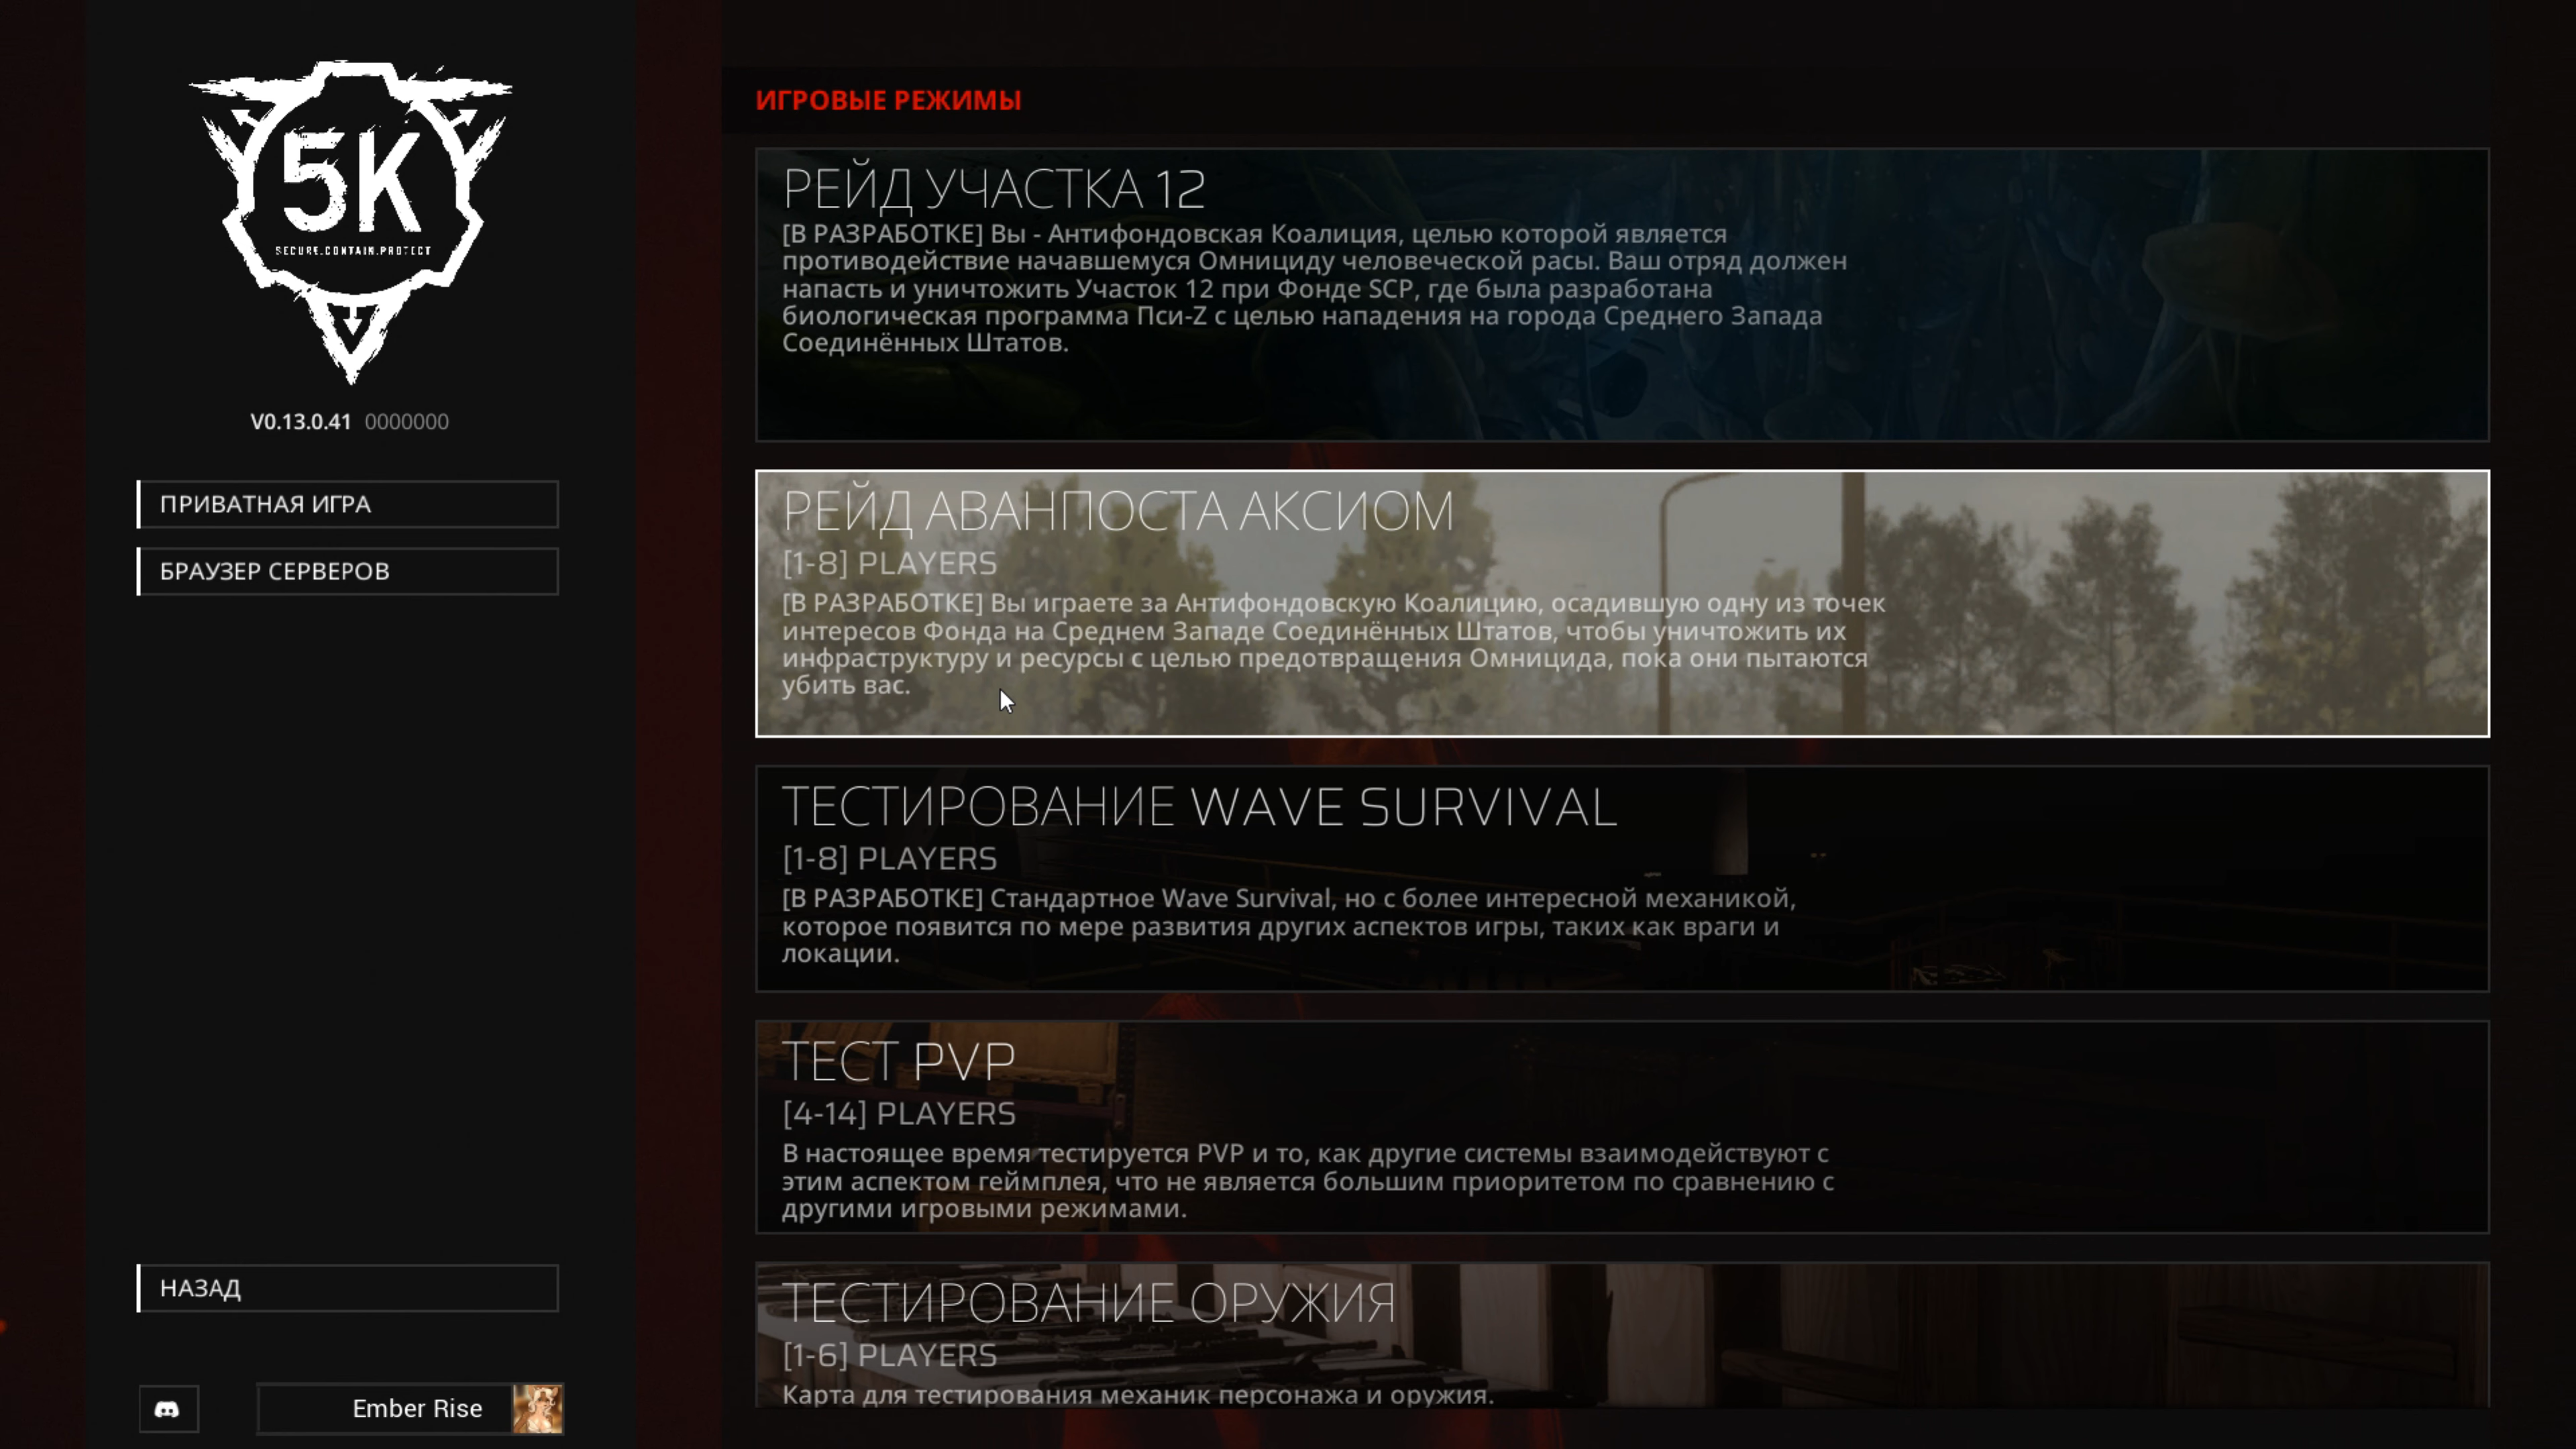 5K
SECURE.CONTAIN.PROTECT
V0.13.0.41 0000000
ПРИВАТНАЯ ИГРА
БРАУЗЕР СЕРВЕРОВ
НАЗАД
Ember Rise
ИГРОВЫЕ РЕЖИМЫ
РЕЙД УЧАСТКА 12
[В РАЗРАБОТКЕ] Вы - Антифондовская Коалиция, целью которой является
противодействие начавшемуся Омнициду человеческой расы. Ваш отряд должен
напасть и уничтожить Участок 12 при Фонде SCP, где была разработана
биологическая программа Пси-Z с целью нападения на города Среднего Запада
Соединённых Штатов.
РЕЙД АВАНПОСТА АКСИОМ
[1-8] PLAYERS
[В РАЗРАБОТКЕ] Вы играете за Антифондовскую Коалицию, осадившую одну из точек
интересов Фонда на Среднем Западе Соединённых Штатов, чтобы уничтожить их
инфраструктуру и ресурсы с целью предотвращения Омницида, пока они пытаются
убить вас.
ТЕСТИРОВАНИЕ WAVE SURVIVAL
[1-8] PLAYERS
[В РАЗРАБОТКЕ] Стандартное Wave Survival, но с более интересной механикой,
которое появится по мере развития других аспектов игры, таких как враги и
локации.
ТЕСТ PVP
[4-14] PLAYERS
В настоящее время тестируется PVP и то, как другие системы взаимодействуют с
этим аспектом геймплея, что не является большим приоритетом по сравнению с
другими игровыми режимами.
ТЕСТИРОВАНИЕ ОРУЖИЯ
[1-6] PLAYERS
Карта для тестирования механик персонажа и оружия.